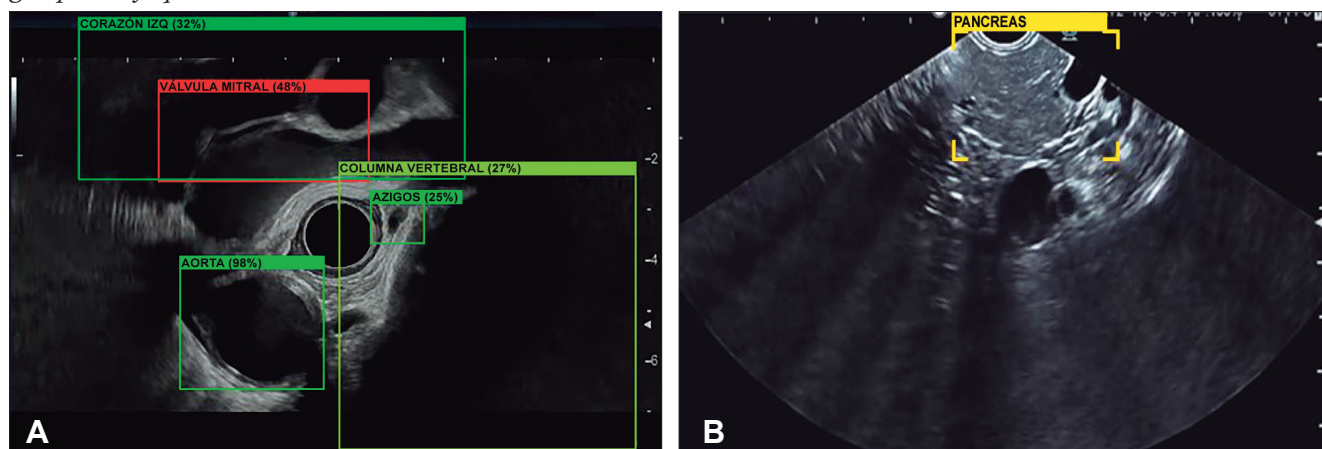 CORAZÓN IZQ (32%)
VÁLVULA MITRAL (48%)
COLUMNA VERTEBRAL (27%)
AZIGOS (25%)
AORTA (98%)
2
4
6
A
PANCREAS
B